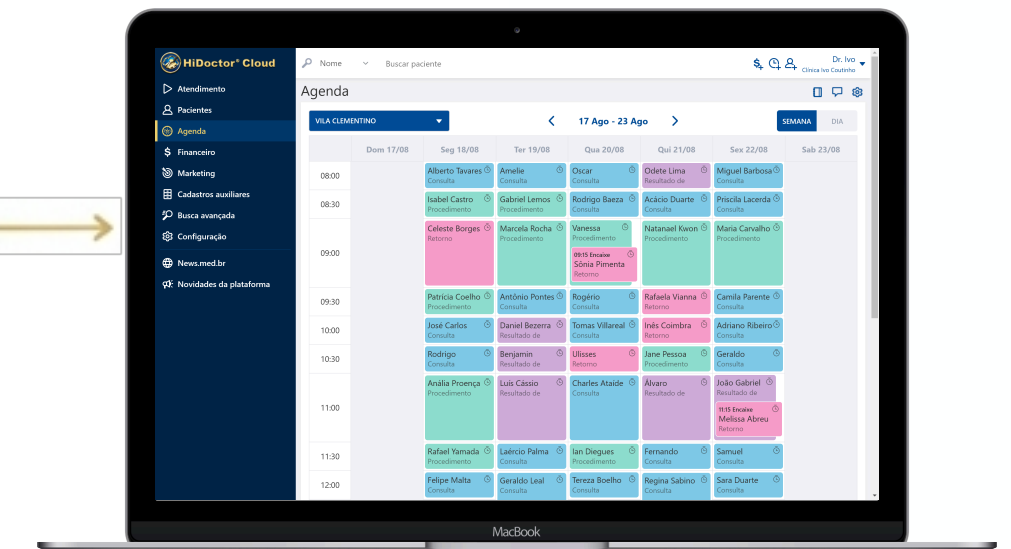 HiDoctor® Cloud
Nome
Buscar paciente
Dr. Ivo
Clínica Ivo Coutinho
Atendimento
Pacientes
Agenda
Financeiro
Marketing
Cadastros auxiliares
Busca avançada
Configuração
News.med.br
Novidades da plataforma
Agenda
VILA CLEMENTINO
17 Ago - 23 Ago
SEMANA
DIA
Dom 17/08
Seg 18/08
Ter 19/08
Qua 20/08
Qui 21/08
Sex 22/08
Sab 23/08
08:00
Alberto Tavares
Consulta
Amelie
Consulta
Oscar
Consulta
Odete Lima
Resultado de
Miguel Barbosa
Consulta
08:30
Isabel Castro
Procedimento
Gabriel Lemos
Procedimento
Rodrigo Baeza
Consulta
Acácio Duarte
Consulta
Priscila Lacerda
Consulta
09:00
Celeste Borges
Retorno
Marcela Rocha
Procedimento
Vanessa
Procedimento
09:15 Encaixe
Sônia Pimenta
Retorno
Natanael Kwon
Procedimento
Maria Carvalho
Procedimento
09:30
Patrícia Coelho
Procedimento
Antônio Pontes
Consulta
Rogério
Consulta
Rafaela Vianna
Retorno
Camila Parente
Consulta
10:00
José Carlos
Consulta
Daniel Bezerra
Resultado de
Tomas Villareal
Consulta
Inês Coimbra
Retorno
Adriano Ribeiro
Consulta
10:30
Rodrigo
Consulta
Benjamin
Resultado de
Ulisses
Retorno
Jane Pessoa
Procedimento
Geraldo
Consulta
11:00
Anália Proença
Procedimento
Luís Cássio
Resultado de
Charles Ataide
Consulta
Álvaro
Resultado de
João Gabriel
Resultado de
11:15 Encaixe
Melissa Abreu
Retorno
11:30
Rafael Yamada
Procedimento
Laércio Palma
Consulta
Ian Diegues
Procedimento
Fernando
Consulta
Samuel
Consulta
12:00
Felipe Malta
Consulta
Geraldo Leal
Consulta
Tereza Boelho
Consulta
Regina Sabino
Consulta
Sara Duarte
Consulta
MacBook